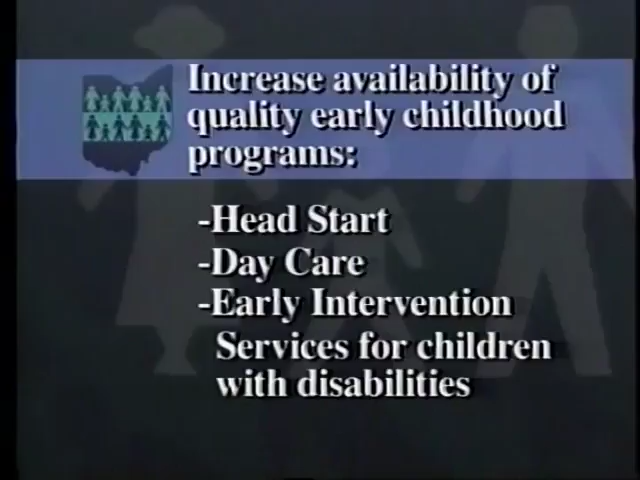 Increase availability of
quality early childhood
programs:
-Head Start
-Day Care
-Early Intervention
Services for children
with disabilities